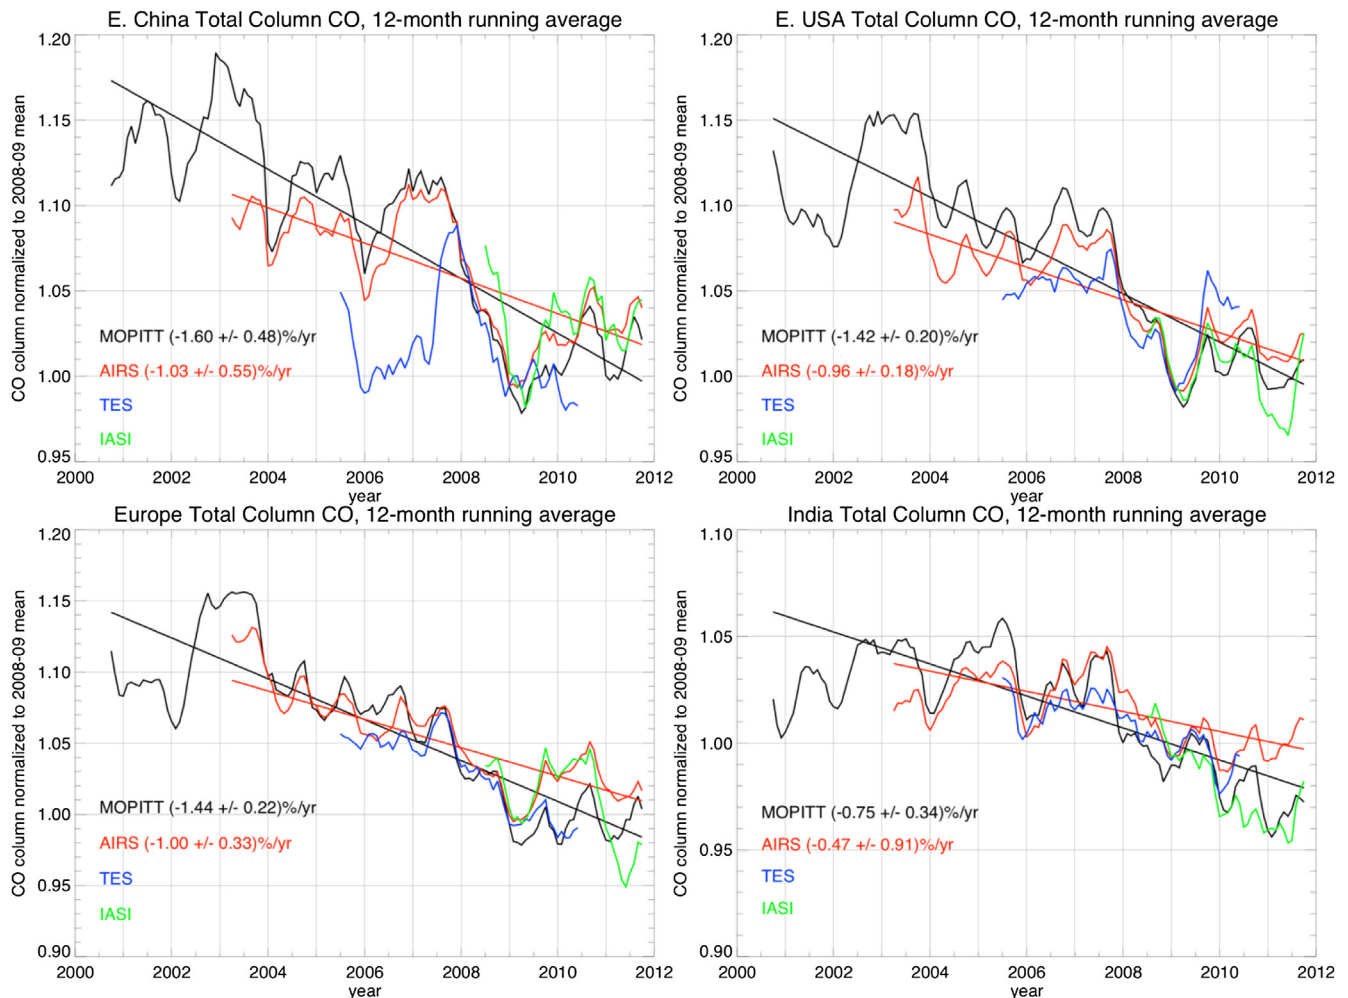 E. China Total Column CO, 12-month running average
CO column normalized to 2008-09 mean
1.20
1.15
1.10
1.05
1.00
0.95
MOPITT (-1.60 +/- 0.48)%/yr
AIRS (-1.03 +/- 0.55)%/yr
TES
IASI
2000 2002 2004 2006 2008 2010 2012
year
E. USA Total Column CO, 12-month running average
CO column normalized to 2008-09 mean
1.20
1.15
1.10
1.05
1.00
0.95
MOPITT (-1.42 +/- 0.20)%/yr
AIRS (-0.96 +/- 0.18)%/yr
TES
IASI
2000 2002 2004 2006 2008 2010 2012
year
Europe Total Column CO, 12-month running average
CO column normalized to 2008-09 mean
1.20
1.15
1.10
1.05
1.00
0.95
0.90
MOPITT (-1.44 +/- 0.22)%/yr
AIRS (-1.00 +/- 0.33)%/yr
TES
IASI
2000 2002 2004 2006 2008 2010 2012
year
India Total Column CO, 12-month running average
CO column normalized to 2008-09 mean
1.10
1.05
1.00
0.95
0.90
MOPITT (-0.75 +/- 0.34)%/yr
AIRS (-0.47 +/- 0.91)%/yr
TES
IASI
2000 2002 2004 2006 2008 2010 2012
year